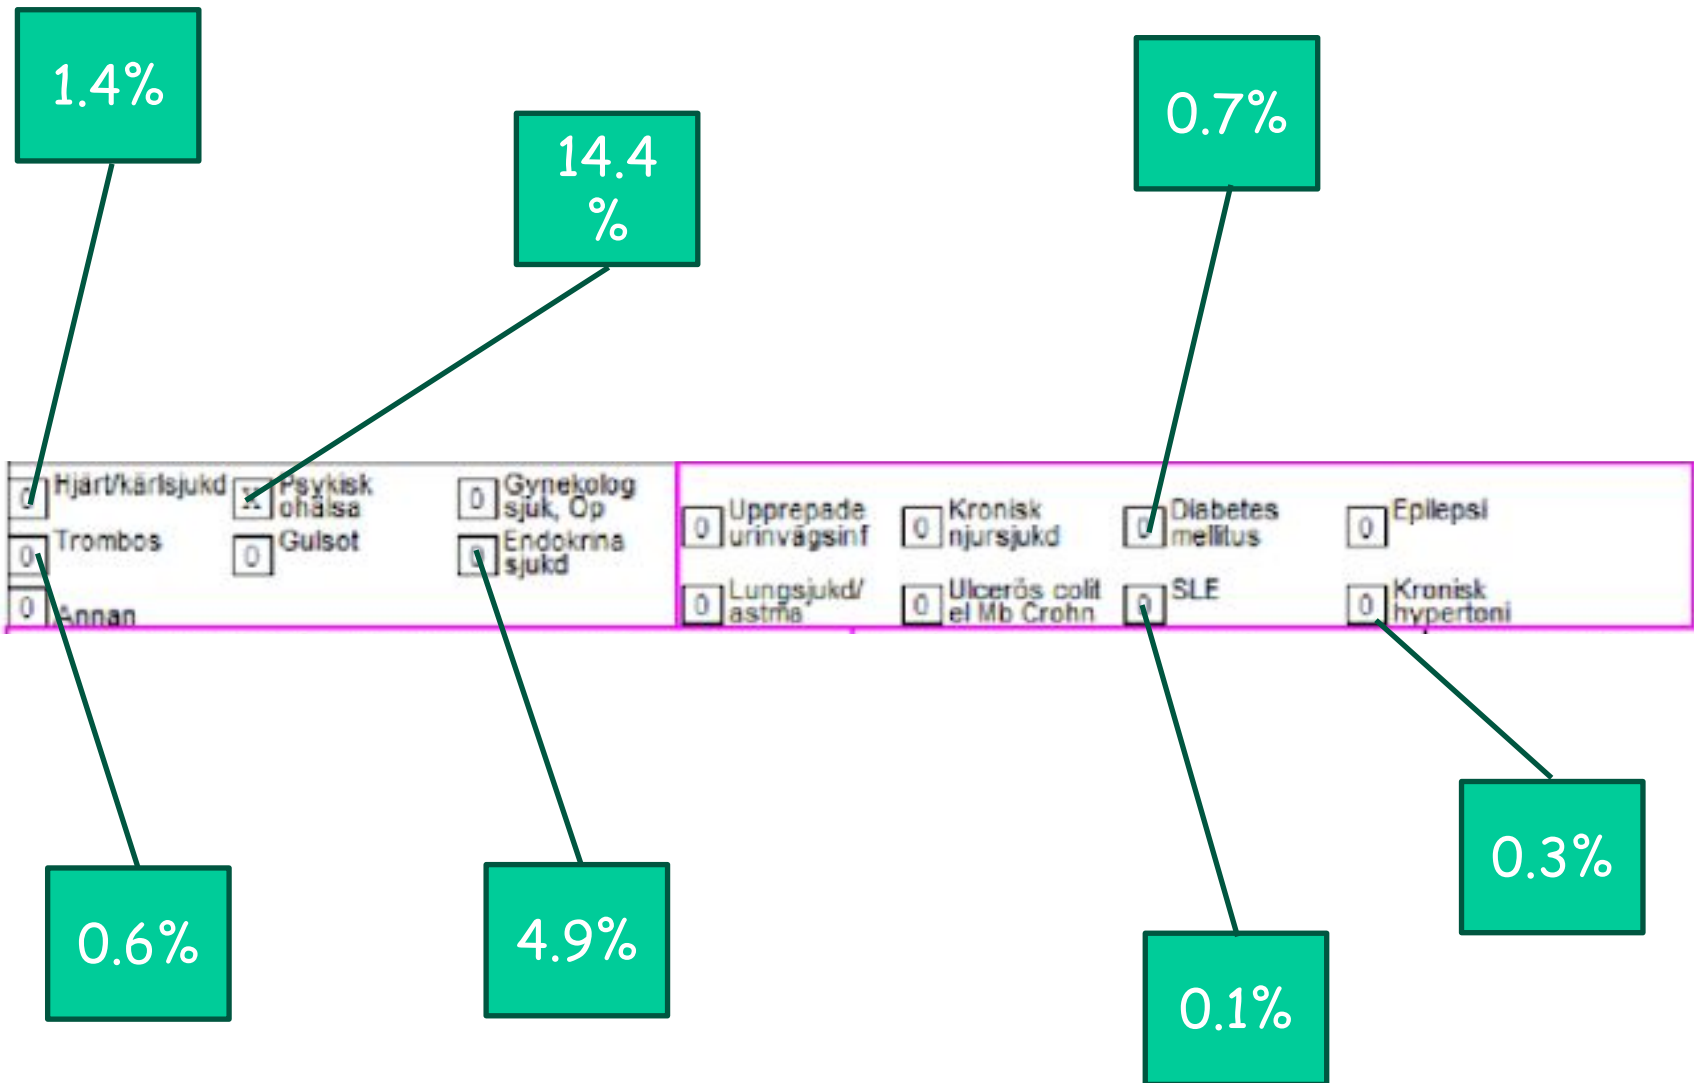 1.4%
14.4
%
0.7%
0 Hjärt/kärlsjukd
X Psykisk
ohälsa
0 Gynekolog
sjuk, Op
0 Trombos
0 Gulsot
0 Endokrina
sjukd
0 Annan
0 Upprepade
urinvägsinf
0 Kronisk
njursjukd
0 Diabetes
mellitus
0 Epilepsi
0 Lungsjukd/
astma
0 Ulcerös colit
el Mb Crohn
0 SLE
0 Kronisk
hypertoni
0.6%
4.9%
0.1%
0.3%